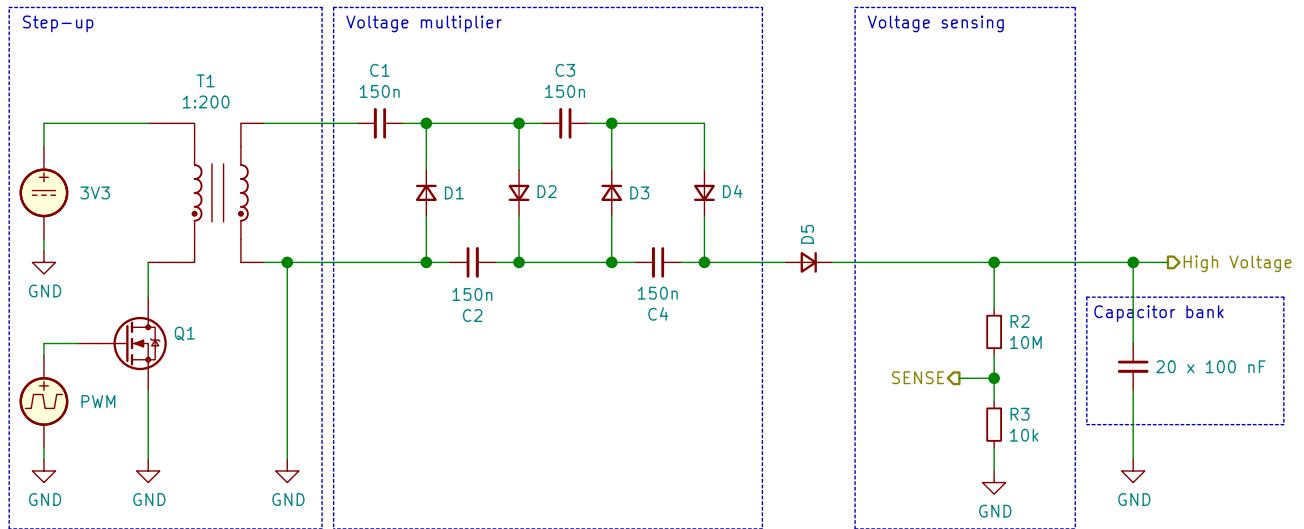 Step-up
Voltage multiplier
Voltage sensing
T1
1:200
C1
150n
C3
150n
3V3
D1
D2
D3
D4
D5
High Voltage
GND
150n
C2
150n
C4
Capacitor bank
Q1
R2
10M
20 x 100 nF
SENSE
PWM
R3
10k
GND
GND
GND
GND
GND